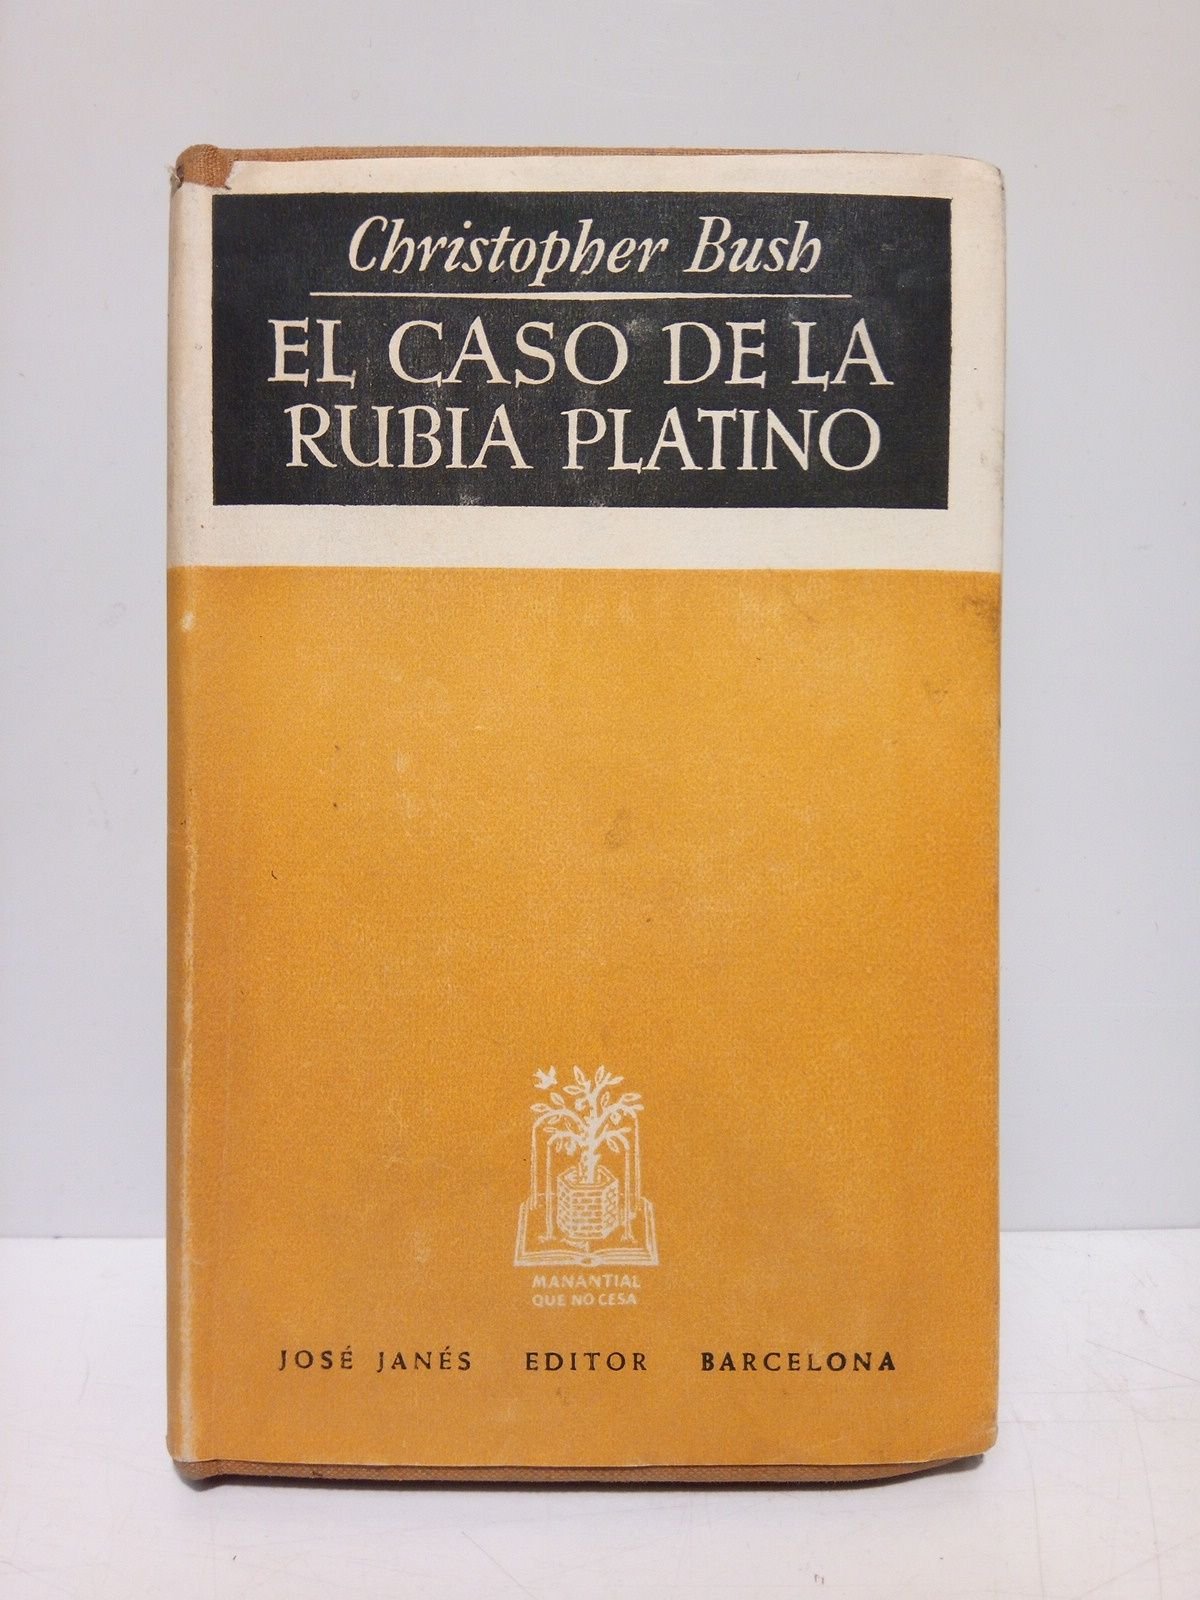 Christopher Bush
EL CASO DE LA
RUBIA PLATINO
MANANTIAL
QUE NO CESA
JOSÉ JANÉS EDITOR BARCELONA